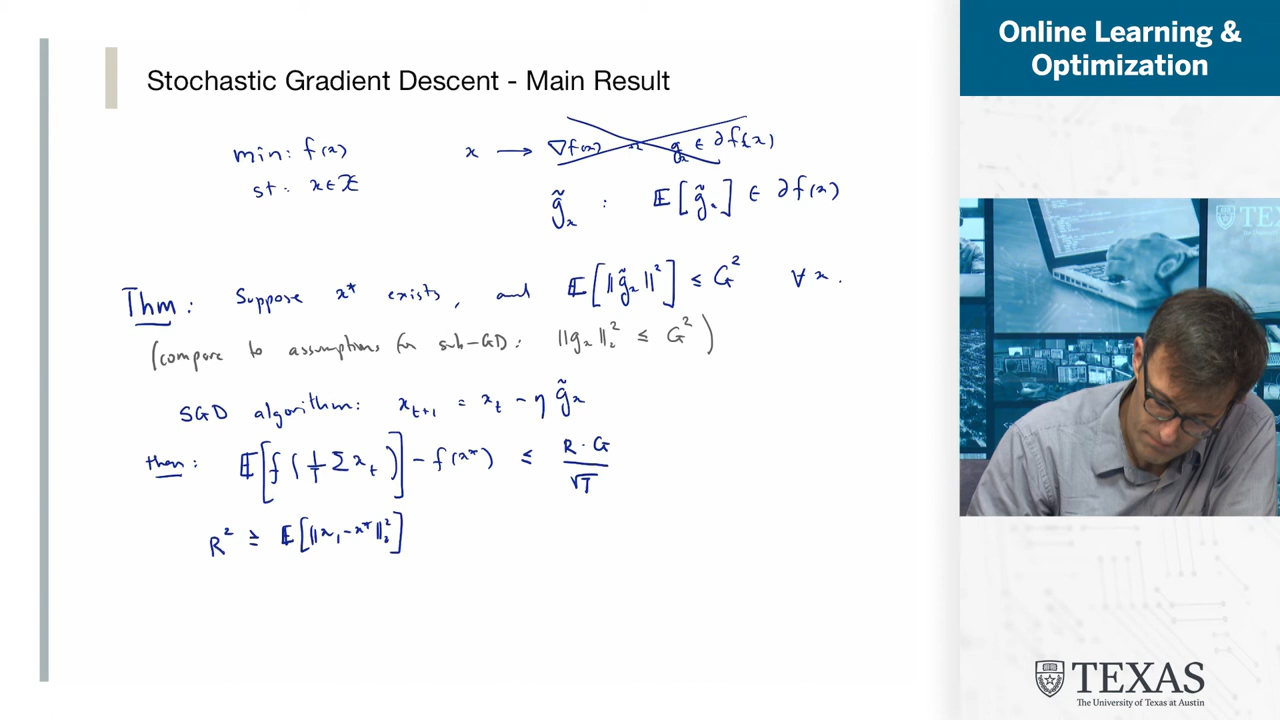 Stochastic Gradient Descent - Main Result
min: f(x) x → ∇f(x) or g_x ∈ ∂f(x)
st: x ∈ 𝒳
g̃_x : 𝔼[g̃_x] ∈ ∂f(x)
Thm: Suppose x* exists, and 𝔼[‖g̃_x‖²] ≤ G² ∀ x.
(compare to assumptions for sub-GD: ‖g_x‖₂² ≤ G²)
SGD algorithm: x_{t+1} = x_t - η g̃_x
then: 𝔼[f(1/T Σ x_t)] - f(x*) ≤ R·G/√T
R² ≥ 𝔼[‖x₁-x*‖₂²]
Online Learning &
Optimization
TEXAS
The University of Texas at Austin